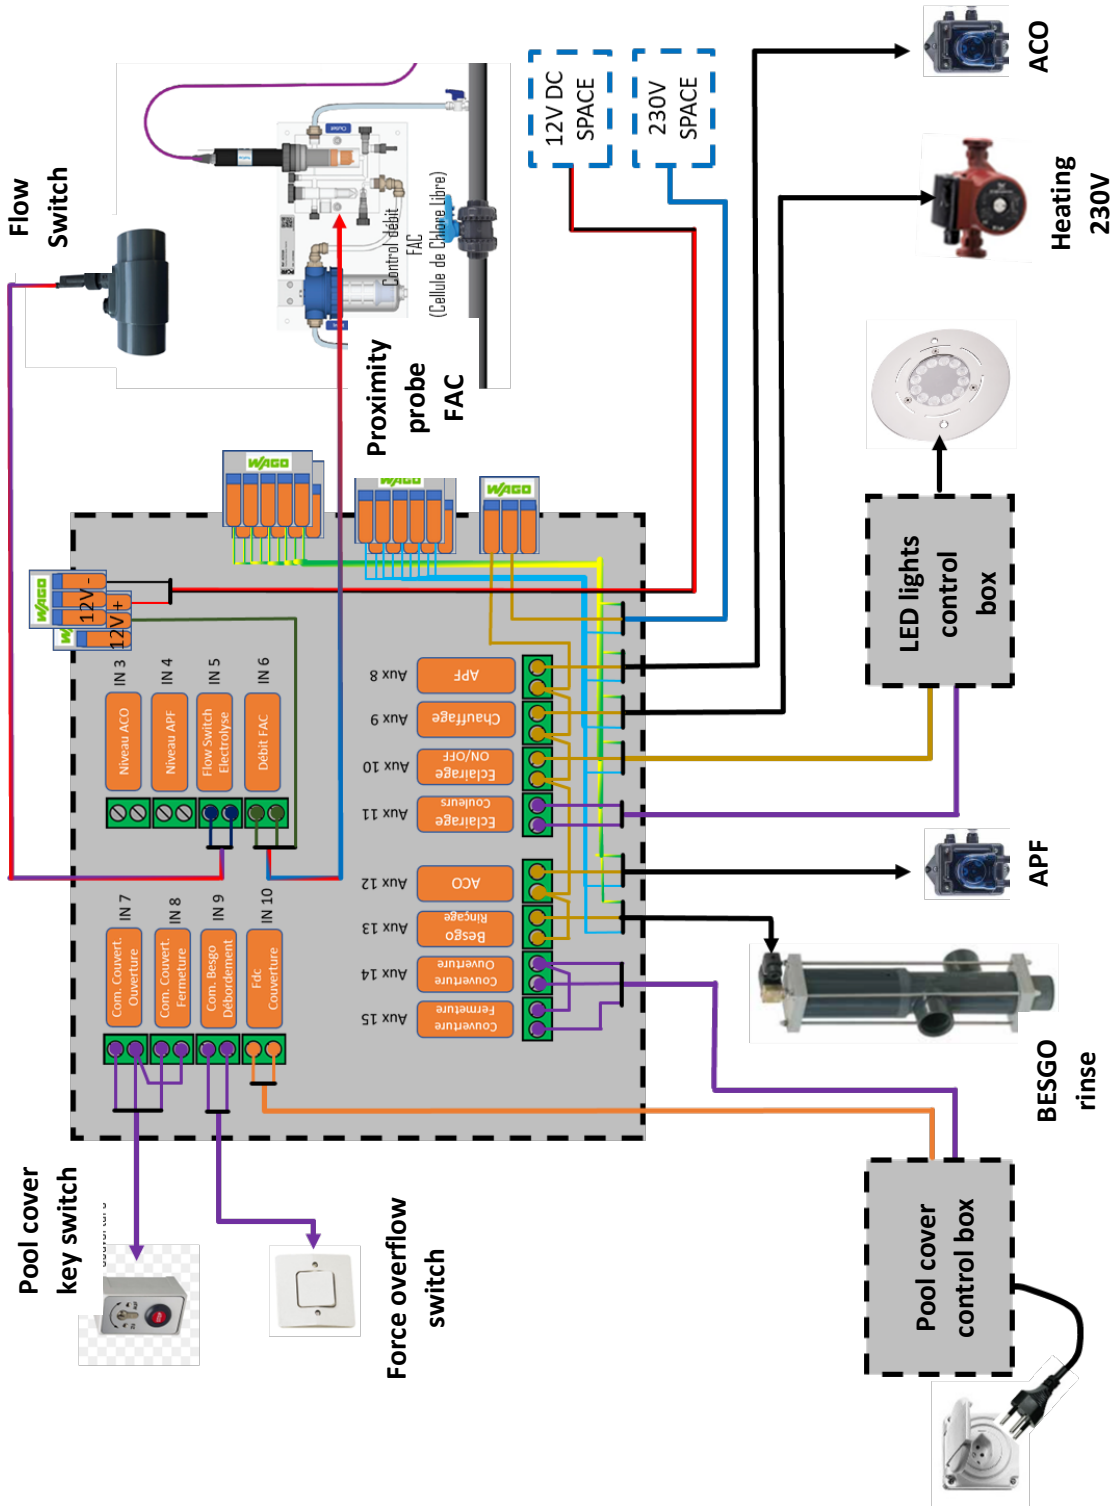 Flow
Switch
Control débit
FAC
(Cellule de Chlore Libre)
Proximity
probe
FAC
12V DC
SPACE
230V
SPACE
ACO
Heating
230V
WAGO
WAGO
WAGO
WAGO
12V -
12V +
IN 3
Niveau ACO
IN 4
Niveau APF
IN 5
Flow Switch
Electrolyse
IN 6
Débit FAC
IN 7
Com. Couvert.
Ouverture
IN 8
Com. Couvert.
Fermeture
IN 9
Com. Besgo
Débordement
IN 10
Fdc
Couverture
Aux 8
APF
Aux 9
Chauffage
Aux 10
Eclairage
ON/OFF
Aux 11
Eclairage
Couleurs
Aux 12
ACO
Aux 13
Besgo
Rinçage
Aux 14
Couverture
Ouverture
Aux 15
Couverture
Fermeture
LED lights
control
box
APF
BESGO
rinse
Pool cover
key switch
Force overflow
switch
Pool cover
control box